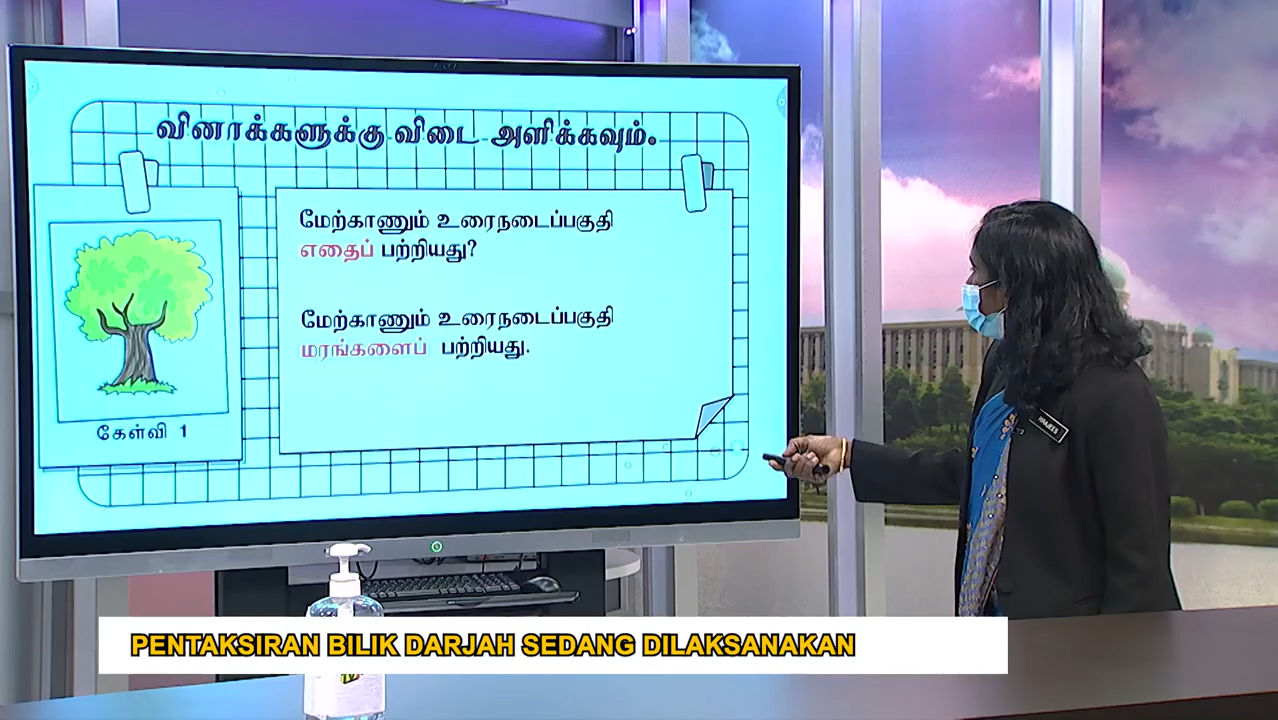 வினாக்களுக்கு விடை அளிக்கவும்.
மேற்காணும் உரைநடைப்பகுதி
எதைப் பற்றியது?
மேற்காணும் உரைநடைப்பகுதி
மரங்களைப் பற்றியது.
கேள்வி 1
PENTAKSIRAN BILIK DARJAH SEDANG DILAKSANAKAN